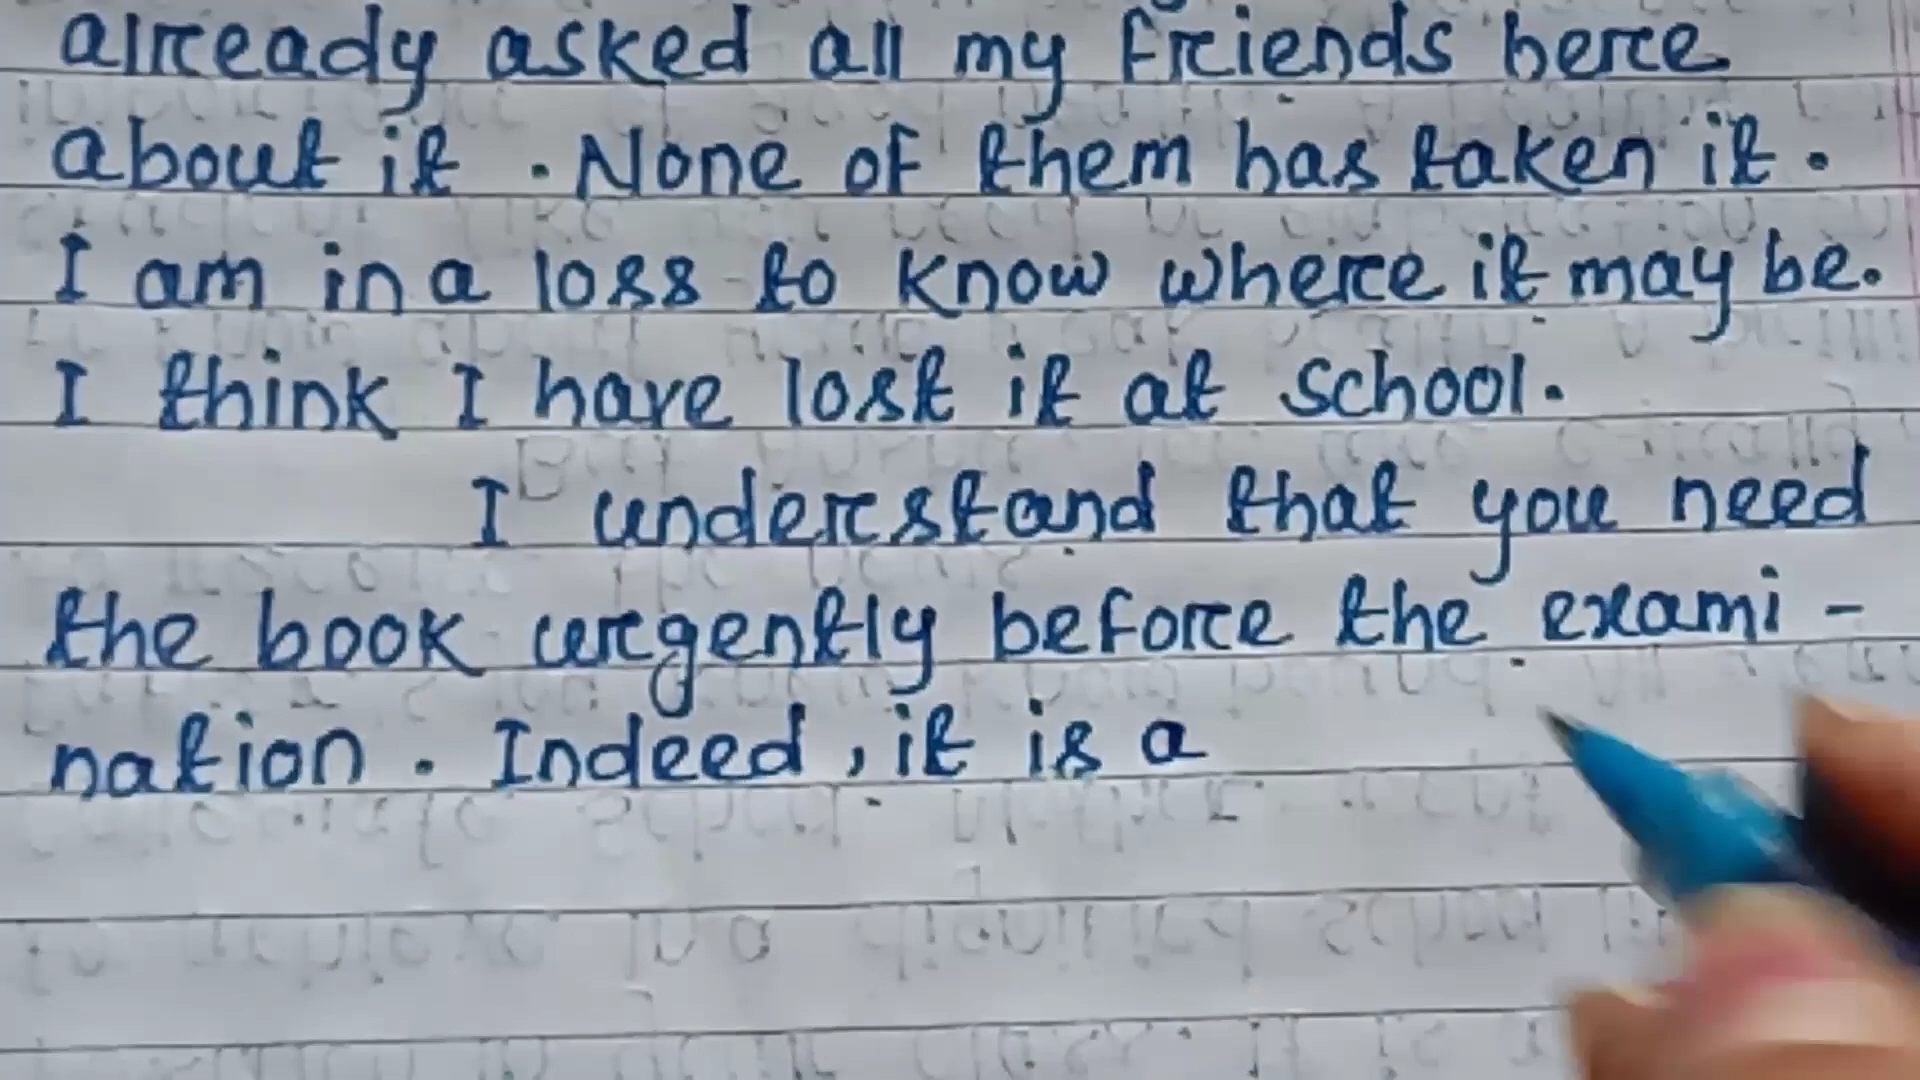 already asked all my friends here
about it . None of them has taken it .
I am in a loss to know where it may be.
I think I have lost it at school.
I understand that you need
the book urgently before the exami -
nation . Indeed , it is a